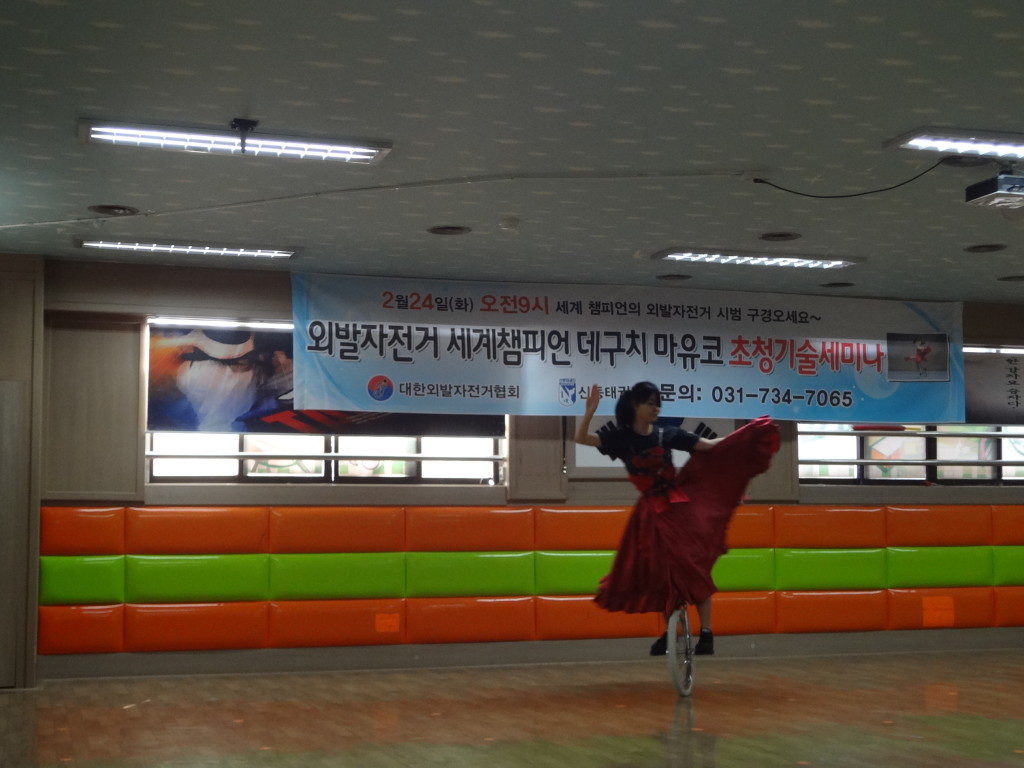 2월24일(화) 오전9시 세계 챔피언의 외발자전거 시범 구경오세요~
외발자전거 세계챔피언 데구치 마유코 초청기술세미나
대한외발자전거협회 문의: 031-734-7065